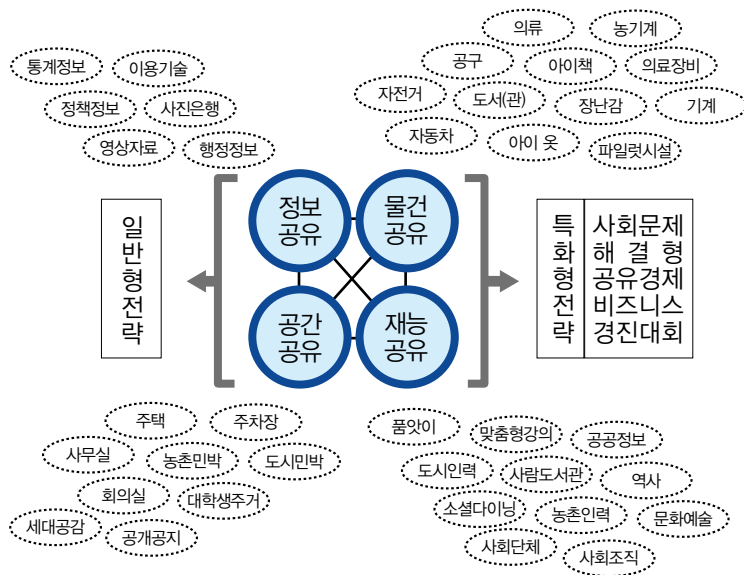 의류 농기계
통계정보 이용기술 공구 아이책 의료장비
정책정보 사진은행 자전거 도서(관) 장난감 기계
영상자료 행정정보 자동차 아이 옷 파일럿시설
정보
공유
물건
공유
공간
공유
재능
공유
일
반
형
전
략
특
화
형
전
략
사회문제
해 결 형
공유경제
비즈니스
경진대회
주택 주차장
사무실 농촌민박 도시민박
회의실 대학생주거
세대공감 공개공지
품앗이 맞춤형강의 공공정보
도시인력 사람도서관 역사
소셜다이닝 농촌인력 문화예술
사회단체 사회조직